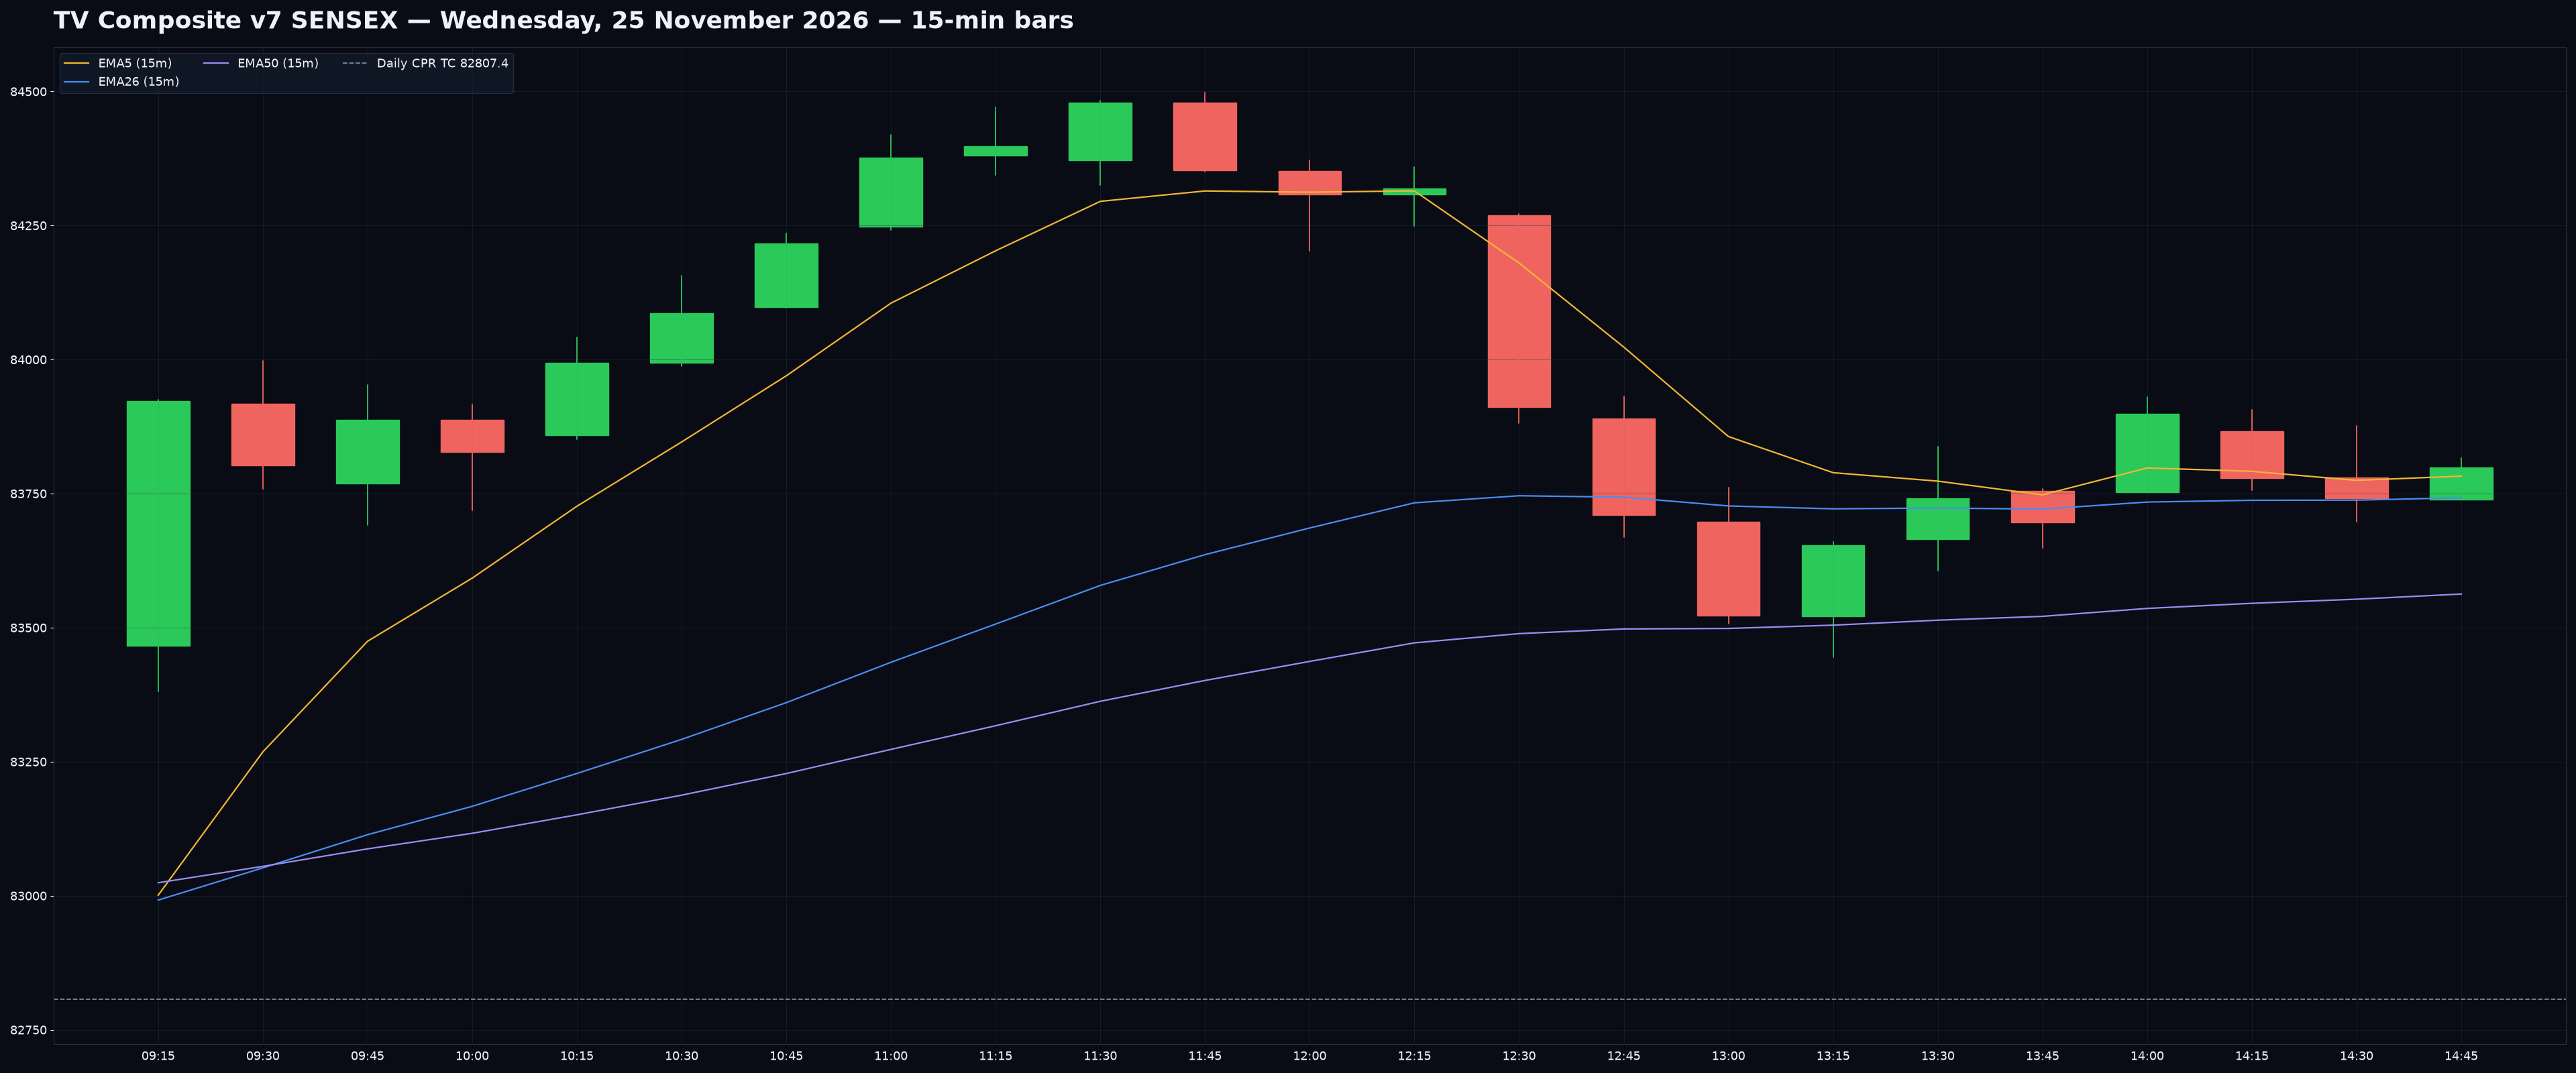 TV Composite v7 SENSEX — Wednesday, 25 November 2026 — 15-min bars
EMA5 (15m) EMA50 (15m) Daily CPR TC 82807.4
EMA26 (15m)
84500
84250
84000
83750
83500
83250
83000
82750
09:15 09:30 09:45 10:00 10:15 10:30 10:45 11:00 11:15 11:30 11:45 12:00 12:15 12:30 12:45 13:00 13:15 13:30 13:45 14:00 14:15 14:30 14:45